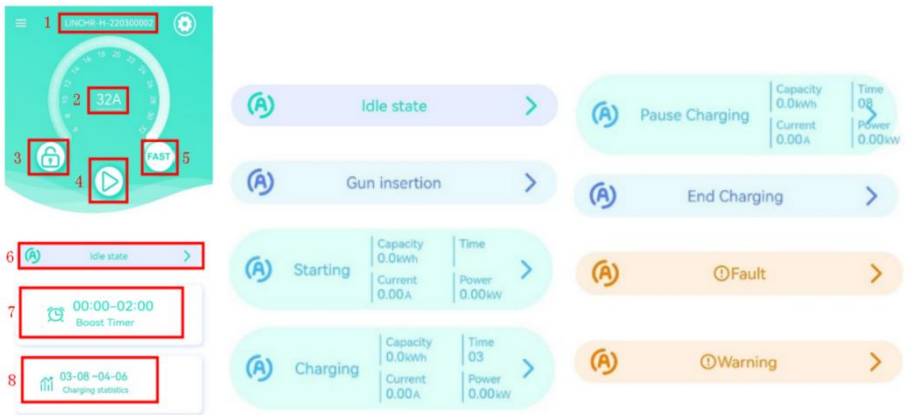 1 LINCHR-H-220300002
2 32A
3
4
5 FAST
6 Idle state
7 00:00-02:00
Boost Timer
8 03-08 ~04-06
Charging statistics
Idle state
Gun insertion
Starting
Capacity
0.0kwh
Time
Current
0.00A
Power
0.00kW
Charging
Capacity
0.0kwh
Time
03
Current
0.00A
Power
0.00kW
Pause Charging
Capacity
0.0kwh
Time
08
Current
0.00A
Power
0.00kW
End Charging
Fault
Warning